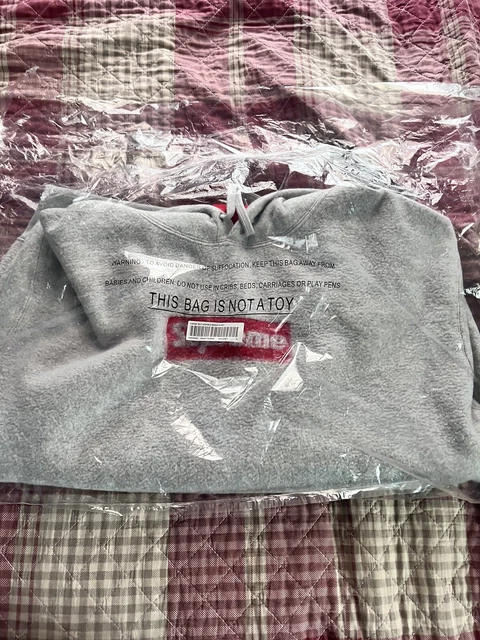 WARNING: TO AVOID DANGER OF SUFFOCATION, KEEP THIS BAG AWAY FROM
BABIES AND CHILDREN. DO NOT USE IN CRIBS, BEDS, CARRIAGES OR PLAY PENS
THIS BAG IS NOT A TOY
Supreme